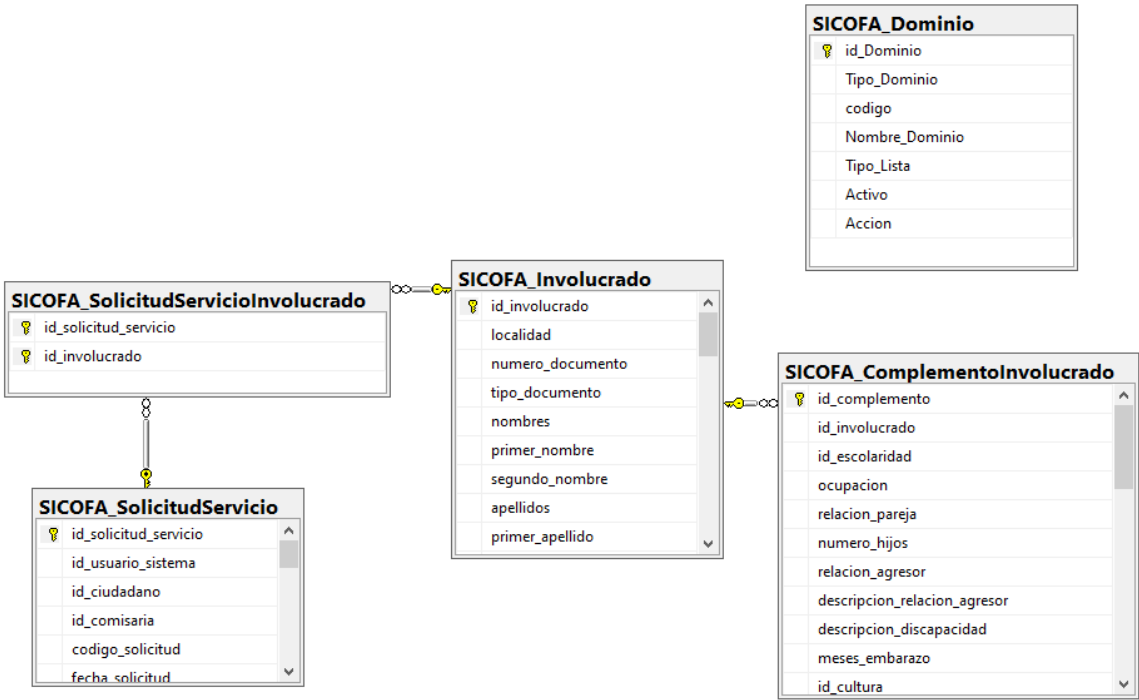 SICOFA_Dominio
id_Dominio
Tipo_Dominio
codigo
Nombre_Dominio
Tipo_Lista
Activo
Accion
SICOFA_SolicitudServicioInvolucrado
id_solicitud_servicio
id_involucrado
SICOFA_Involucrado
id_involucrado
localidad
numero_documento
tipo_documento
nombres
primer_nombre
segundo_nombre
apellidos
primer_apellido
SICOFA_ComplementoInvolucrado
id_complemento
id_involucrado
id_escolaridad
ocupacion
relacion_pareja
numero_hijos
relacion_agresor
descripcion_relacion_agresor
descripcion_discapacidad
meses_embarazo
id_cultura
SICOFA_SolicitudServicio
id_solicitud_servicio
id_usuario_sistema
id_ciudadano
id_comisaria
codigo_solicitud
fecha_solicitud